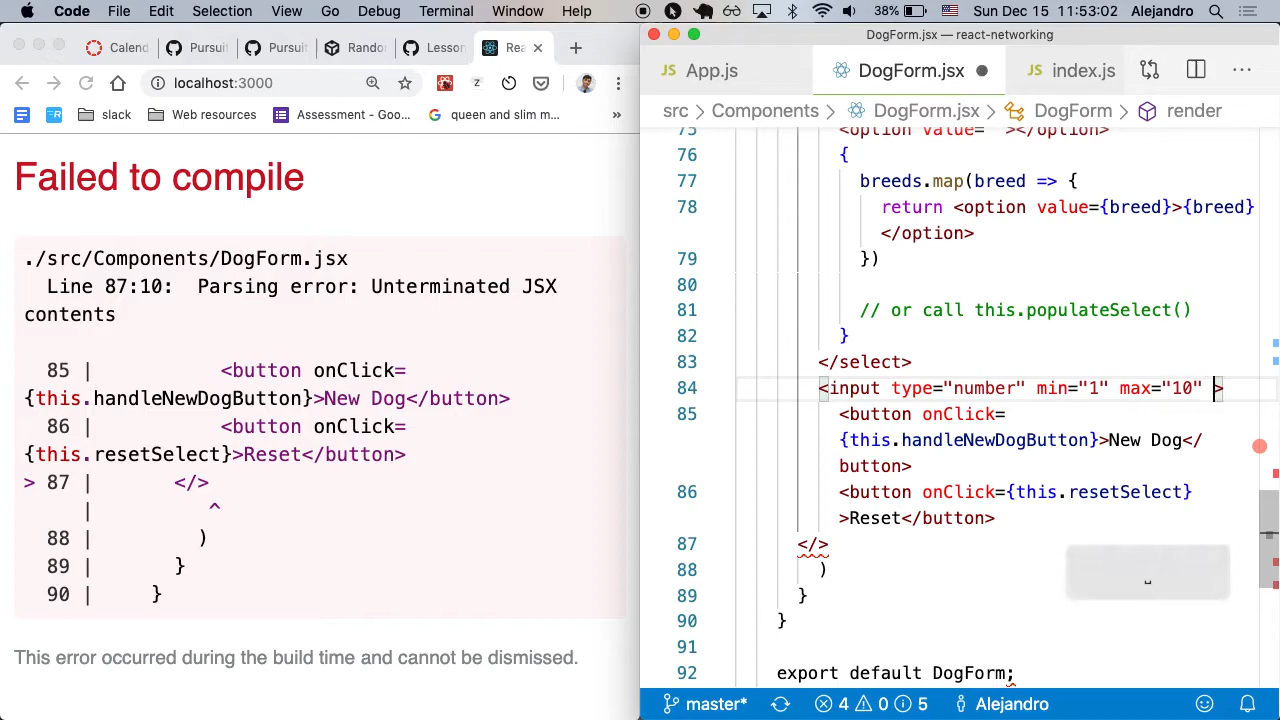 Code File Edit Selection View Go Debug Terminal Window Help 38% Sun Dec 15 11:53:02 Alejandro
DogForm.jsx — react-networking
Calend Pursuit Pursuit Rando Lesson Rea
JS App.js DogForm.jsx JS index.js
localhost:3000
src > Components > DogForm.jsx > DogForm > render
slack Web resources Assessment - Goo... queen and slim m... »
Failed to compile
./src/Components/DogForm.jsx
Line 87:10: Parsing error: Unterminated JSX
contents
85 | <button onClick=
{this.handleNewDogButton}>New Dog</button>
86 | <button onClick=
{this.resetSelect}>Reset</button>
> 87 | </>
| ^
88 | )
89 | }
90 | }
This error occurred during the build time and cannot be dismissed.
75 <option value= ></option>
76 {
77 breeds.map(breed => {
78 return <option value={breed}>{breed}
</option>
79 })
80
81 // or call this.populateSelect()
82 }
83 </select>
84 <input type="number" min="1" max="10" >
85 <button onClick=
{this.handleNewDogButton}>New Dog</
button>
86 <button onClick={this.resetSelect}
>Reset</button>
87 </>
88 )
89 }
90 }
91
92 export default DogForm;
master* 4 0 5 Alejandro